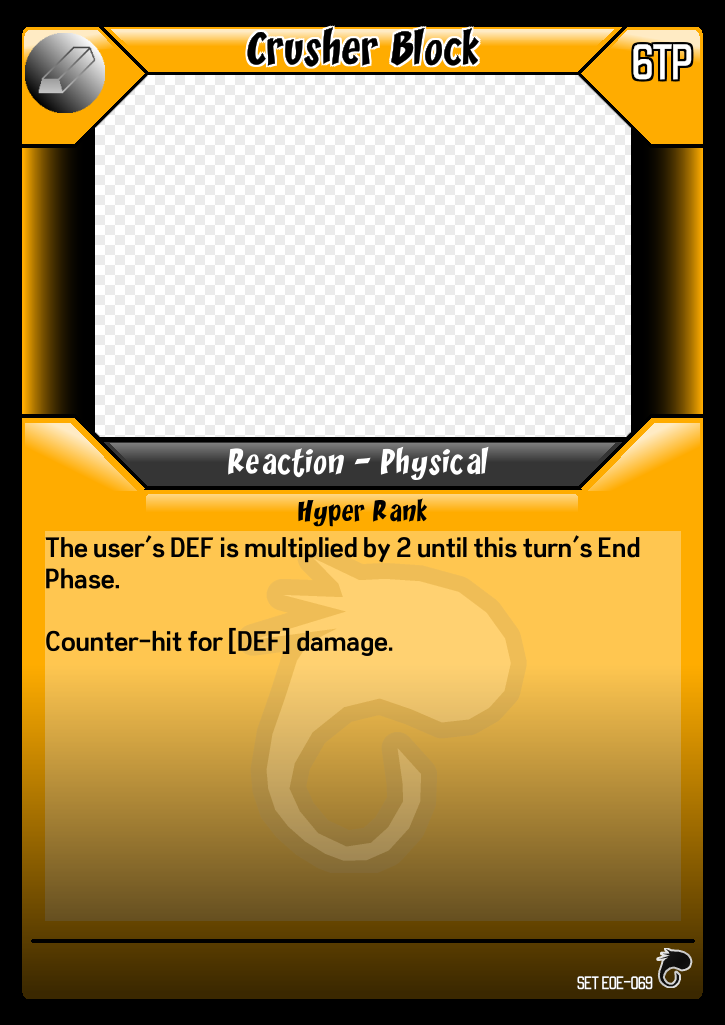 Crusher Block
6TP
Reaction - Physical
Hyper Rank
The user's DEF is multiplied by 2 until this turn's End
Phase.
Counter-hit for [DEF] damage.
SET EOE-069